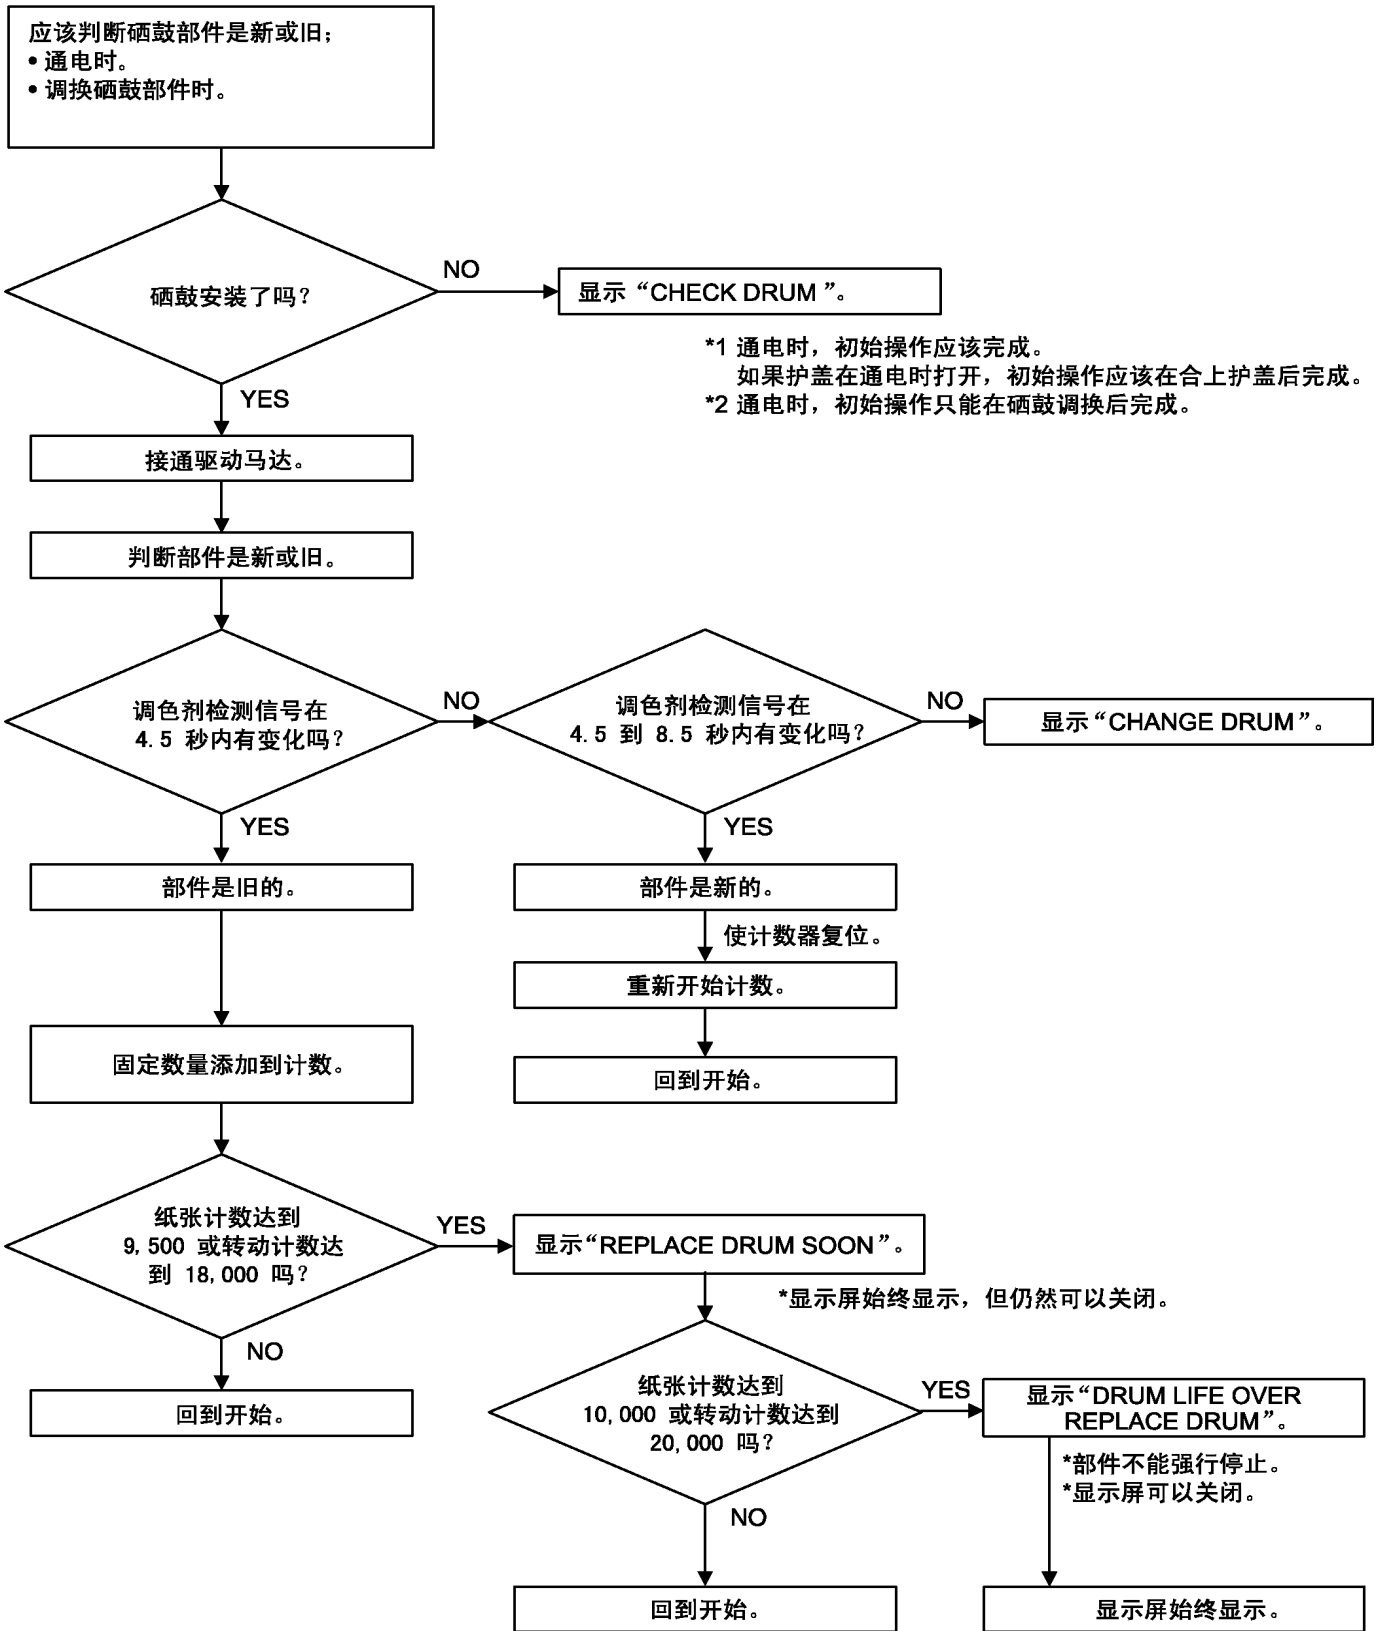 应该判断硒鼓部件是新或旧；
• 通电时。
• 调换硒鼓部件时。
硒鼓安装了吗？
NO
显示“CHECK DRUM ”。
*1 通电时，初始操作应该完成。
如果护盖在通电时打开，初始操作应该在合上护盖后完成。
*2 通电时，初始操作只能在硒鼓调换后完成。
YES
接通驱动马达。
判断部件是新或旧。
调色剂检测信号在
4.5 秒内有变化吗？
NO
调色剂检测信号在
4.5 到 8.5 秒内有变化吗？
NO
显示“CHANGE DRUM”。
YES
YES
部件是旧的。
部件是新的。
使计数器复位。
重新开始计数。
固定数量添加到计数。
回到开始。
纸张计数达到
9,500 或转动计数达
到 18,000 吗？
YES
显示“REPLACE DRUM SOON”。
*显示屏始终显示，但仍然可以关闭。
NO
回到开始。
纸张计数达到
10,000 或转动计数达到
20,000 吗？
YES
显示“DRUM LIFE OVER
REPLACE DRUM”。
*部件不能强行停止。
*显示屏可以关闭。
NO
回到开始。
显示屏始终显示。